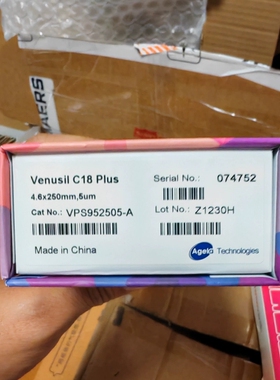 Venusil C18 Plus
Serial No.: 074752
4.6x250mm,5um
Cat No.: VPS952505-A
Lot No.: Z1230H
Made in China
Agela Technologies